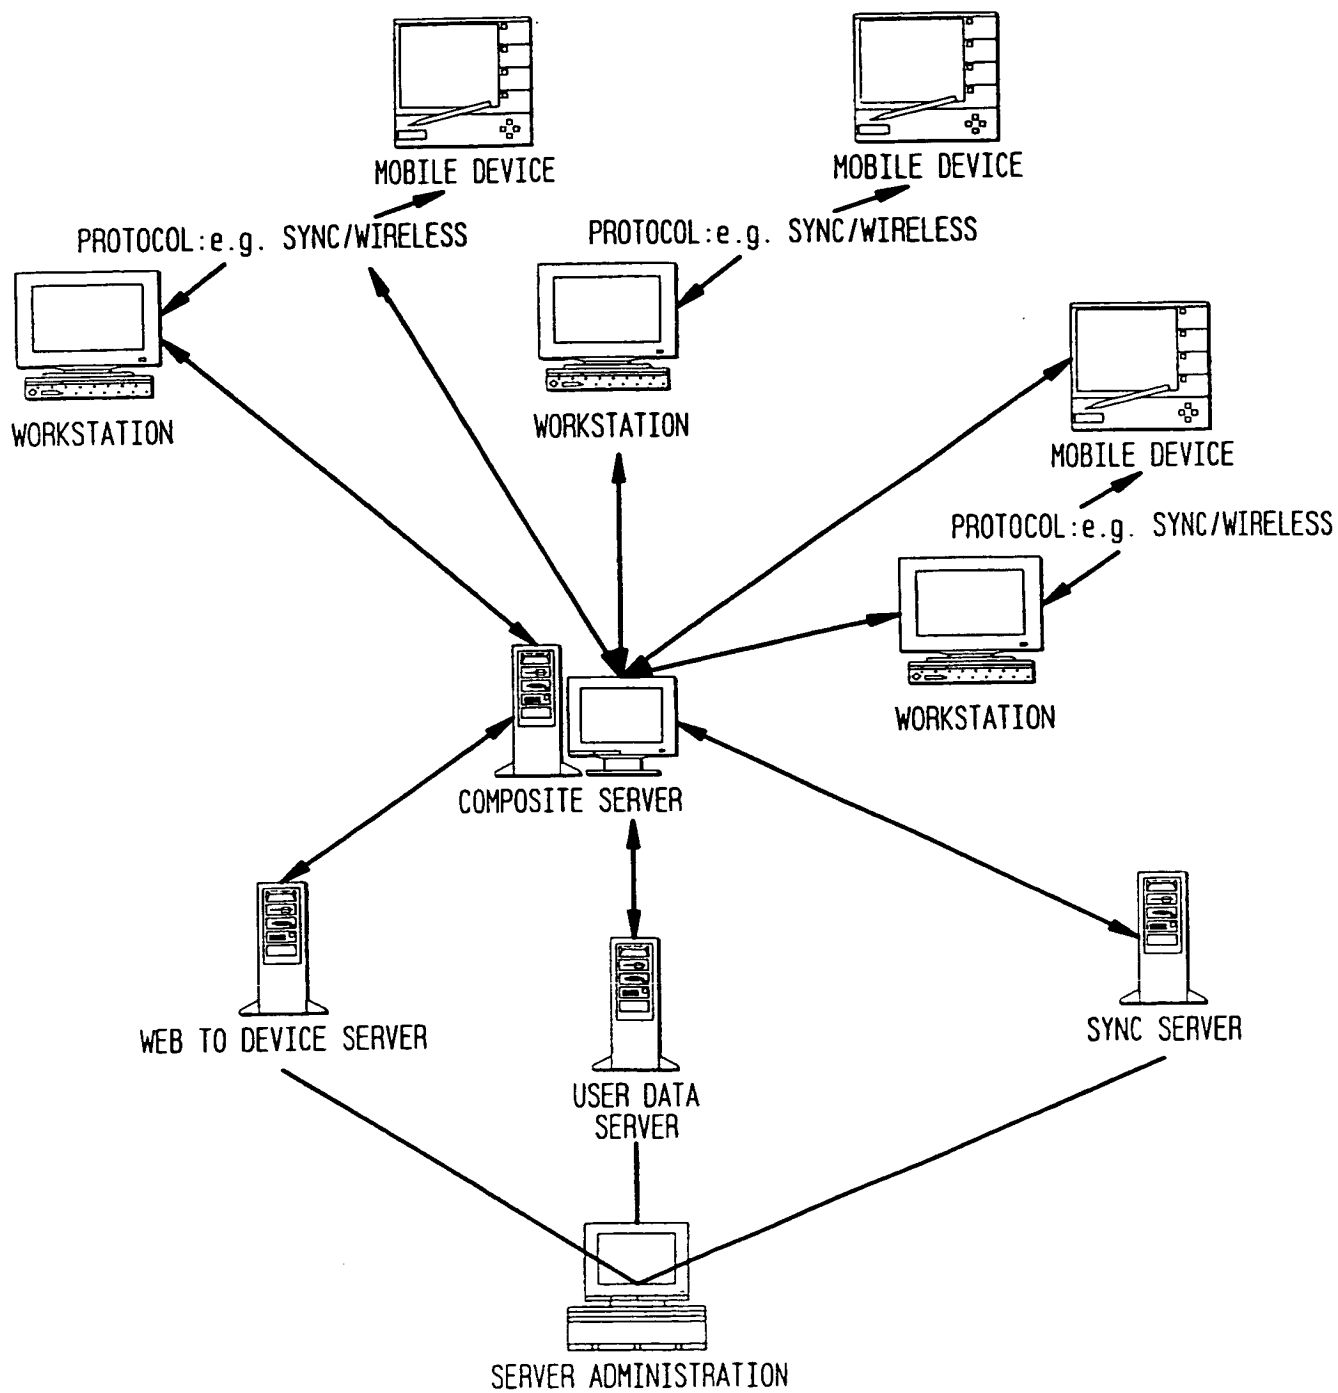 MOBILE DEVICE
MOBILE DEVICE
PROTOCOL:e.g. SYNC/WIRELESS
PROTOCOL:e.g. SYNC/WIRELESS
WORKSTATION
WORKSTATION
MOBILE DEVICE
PROTOCOL:e.g. SYNC/WIRELESS
WORKSTATION
COMPOSITE SERVER
WEB TO DEVICE SERVER
USER DATA
SERVER
SYNC SERVER
SERVER ADMINISTRATION